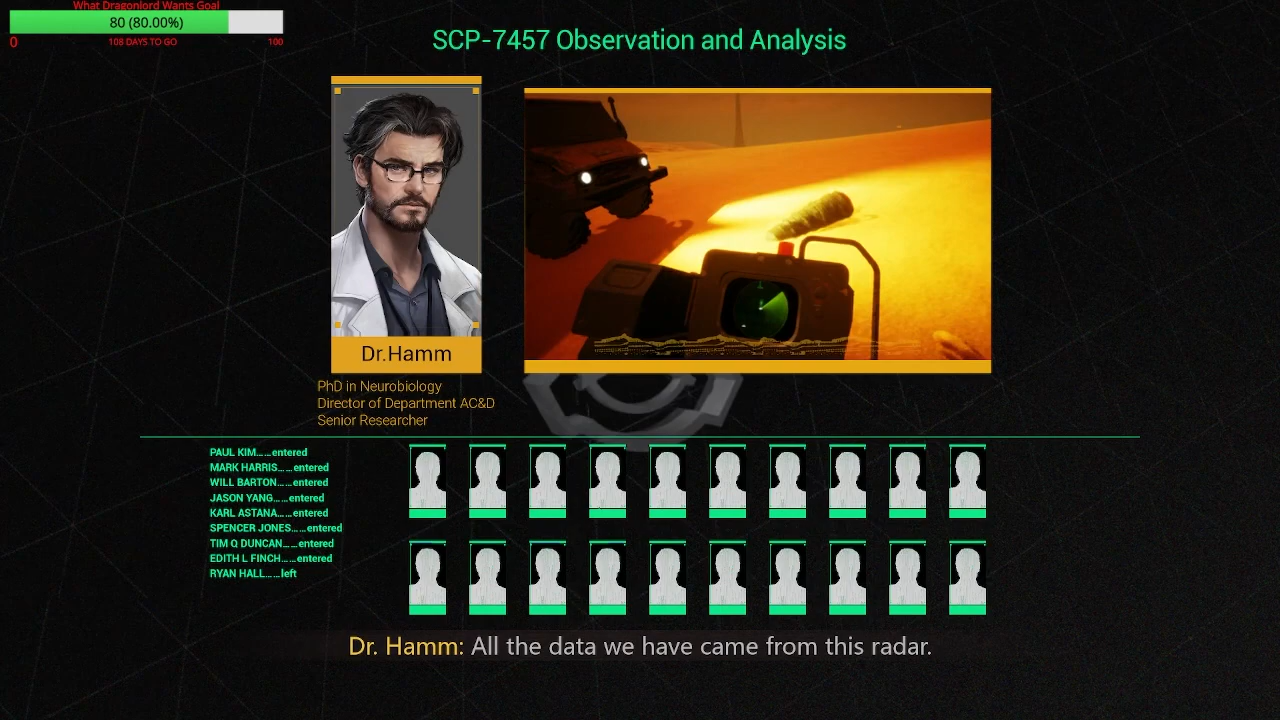 What Dragonlord Wants Goal
80 (80.00%)
0
108 DAYS TO GO
100
SCP-7457 Observation and Analysis
Dr.Hamm
PhD in Neurobiology
Director of Department AC&D
Senior Researcher
PAUL KIM......entered
MARK HARRIS......entered
WILL BARTON......entered
JASON YANG......entered
KARL ASTANA......entered
SPENCER JONES......entered
TIM Q DUNCAN......entered
EDITH L FINCH......entered
RYAN HALL......left
Dr. Hamm: All the data we have came from this radar.